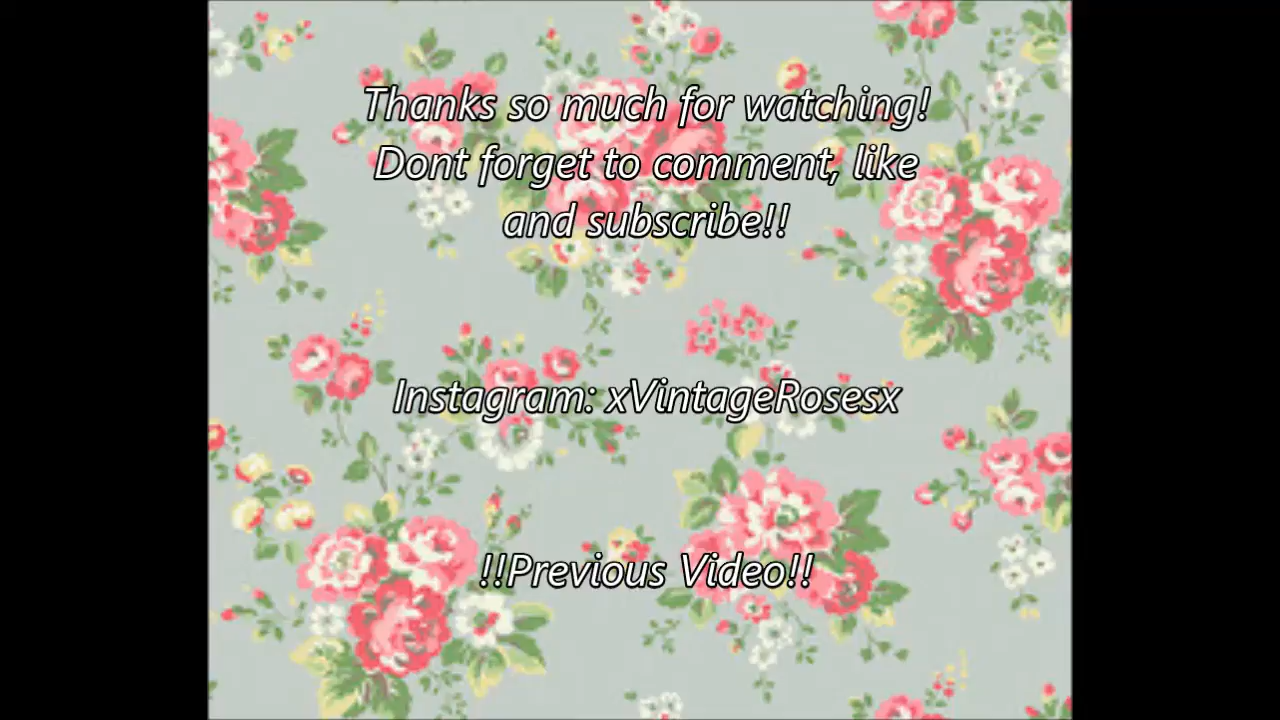 Thanks so much for watching!
Dont forget to comment, like
and subscribe!!
Instagram: xVintageRosesx
!!Previous Video!!